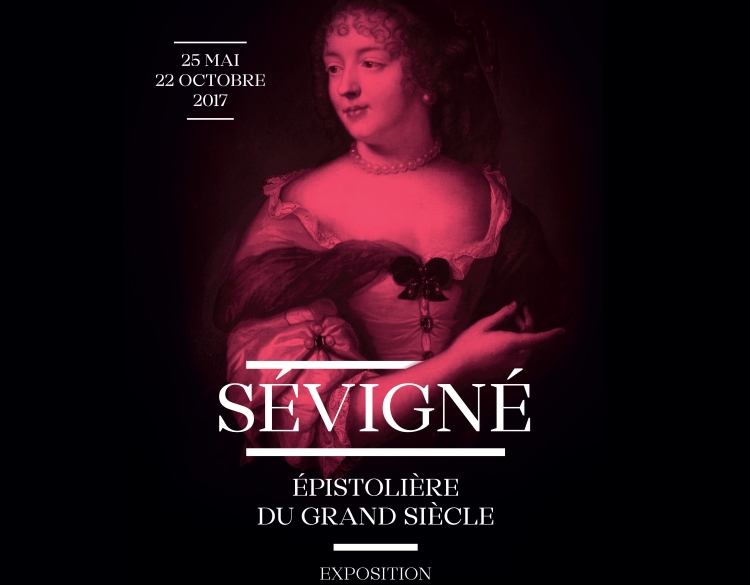 25 MAI
22 OCTOBRE
2017
SÉVIGNÉ
ÉPISTOLIÈRE
DU GRAND SIÈCLE
EXPOSITION